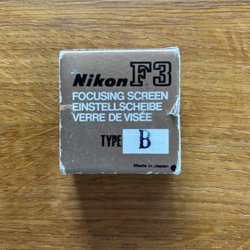 Nikon F3
FOCUSING SCREEN
EINSTELLSCHEIBE
VERRE DE VISÉE
TYPE B
Made in Japan